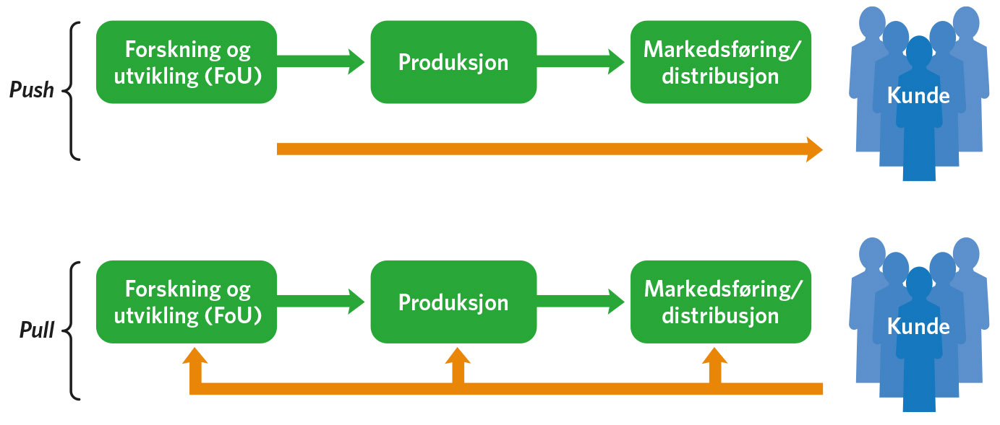 Push
Forskning og
utvikling (FoU)
Produksjon
Markedsføring/
distribusjon
Kunde
Pull
Forskning og
utvikling (FoU)
Produksjon
Markedsføring/
distribusjon
Kunde